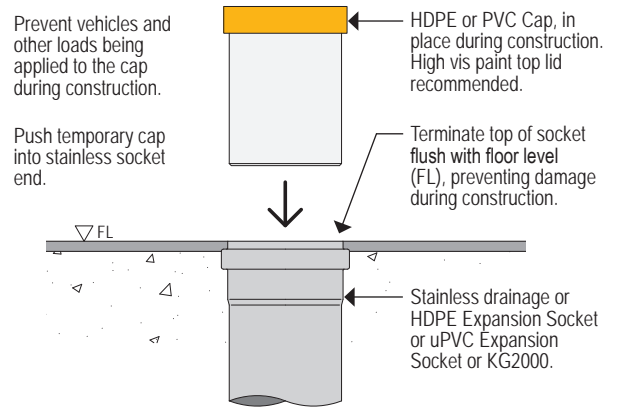 Prevent vehicles and
other loads being
applied to the cap
during construction.
Push temporary cap
into stainless socket
end.
HDPE or PVC Cap, in
place during construction.
High vis paint top lid
recommended.
Terminate top of socket
flush with floor level
(FL), preventing damage
during construction.
FL
Stainless drainage or
HDPE Expansion Socket
or uPVC Expansion
Socket or KG2000.